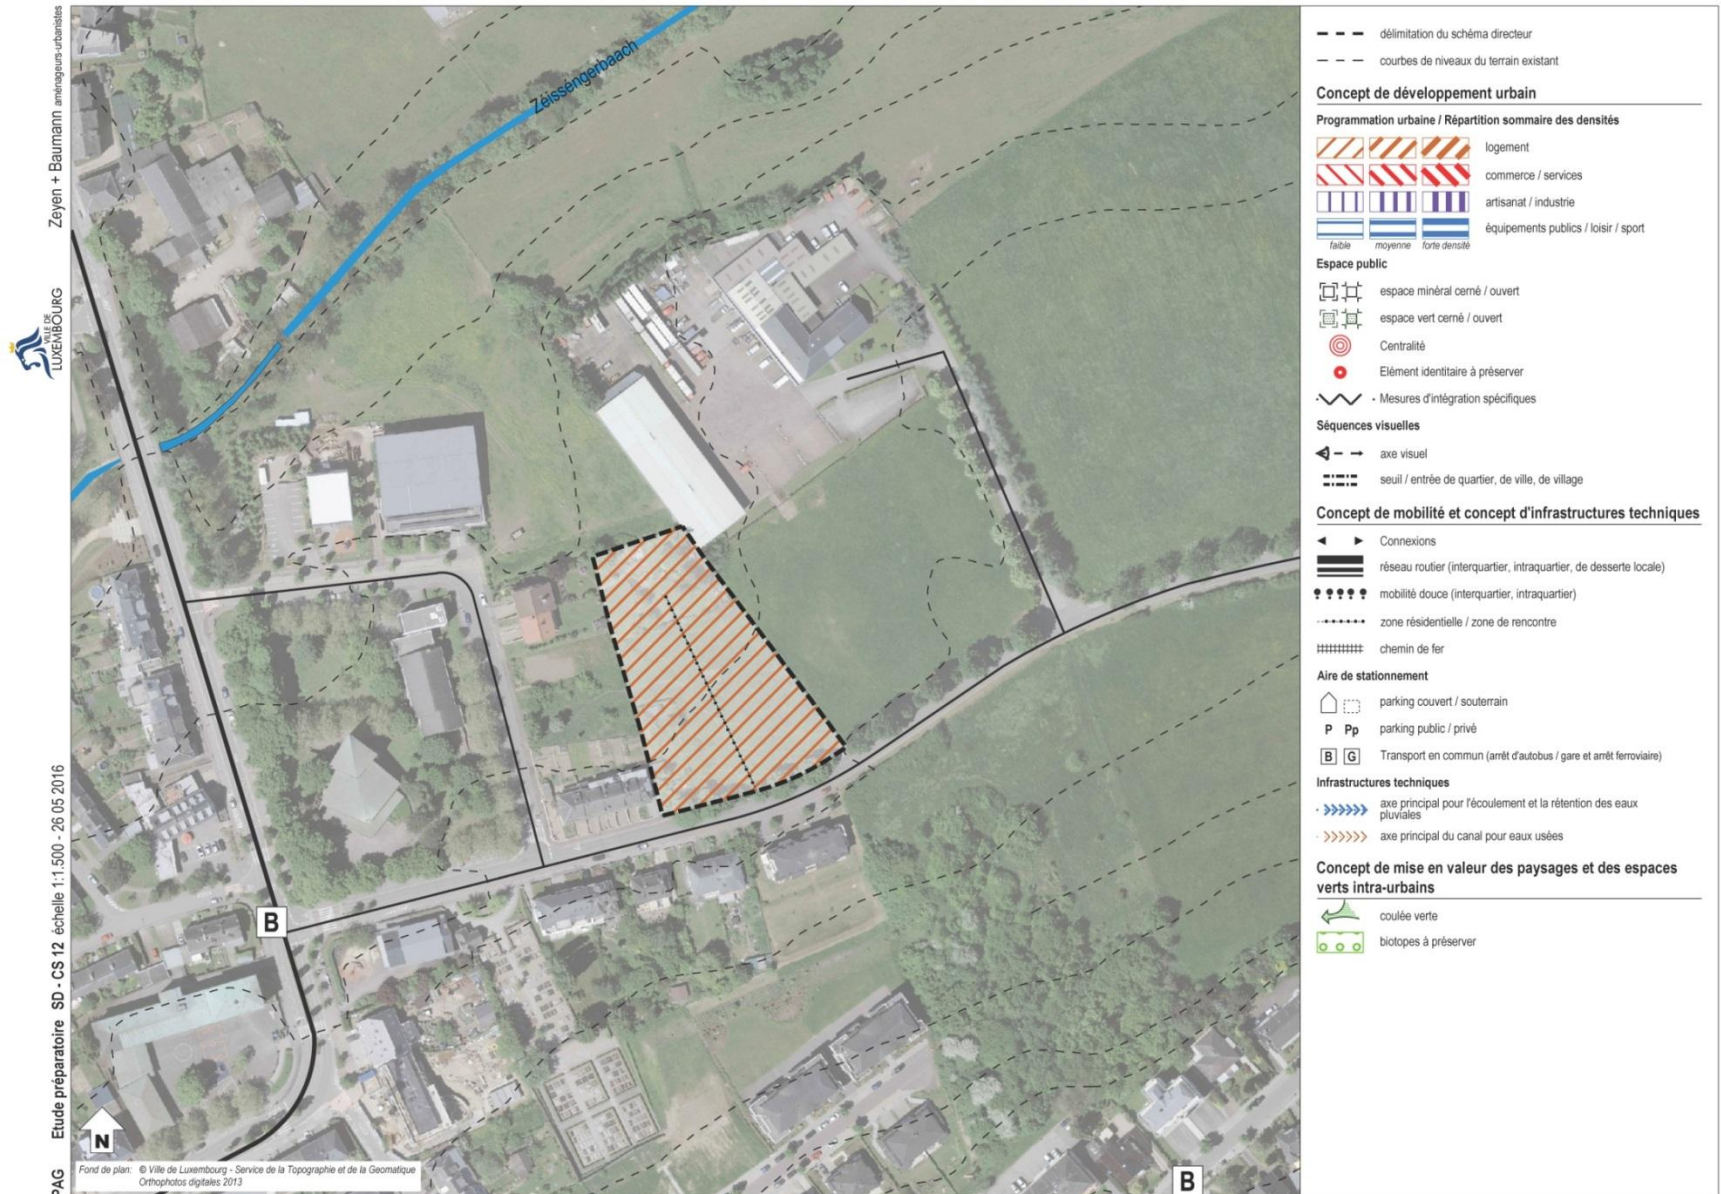 Zeyen + Baumann aménageurs-urbanistes
VILLE DE
LUXEMBOURG
Etude préparatoire SD - CS 12 échelle 1:1.500 - 26 05 2016
PAG
Zéissengerbaach
B
B
N
Fond de plan: © Ville de Luxembourg - Service de la Topographie et de la Geomatique
Orthophotos digitales 2013
délimitation du schéma directeur
courbes de niveaux du terrain existant
Concept de développement urbain
Programmation urbaine / Répartition sommaire des densités
logement
commerce / services
artisanat / industrie
équipements publics / loisir / sport
faible moyenne forte densité
Espace public
espace minéral cerné / ouvert
espace vert cerné / ouvert
Centralité
Elément identitaire à préserver
Mesures d'intégration spécifiques
Séquences visuelles
axe visuel
seuil / entrée de quartier, de ville, de village
Concept de mobilité et concept d'infrastructures techniques
Connexions
réseau routier (interquartier, intraquartier, de desserte locale)
mobilité douce (interquartier, intraquartier)
zone résidentielle / zone de rencontre
chemin de fer
Aire de stationnement
parking couvert / souterrain
P Pp parking public / privé
B G Transport en commun (arrêt d'autobus / gare et arrêt ferroviaire)
Infrastructures techniques
axe principal pour l'écoulement et la rétention des eaux
pluviales
axe principal du canal pour eaux usées
Concept de mise en valeur des paysages et des espaces
verts intra-urbains
coulée verte
biotopes à préserver